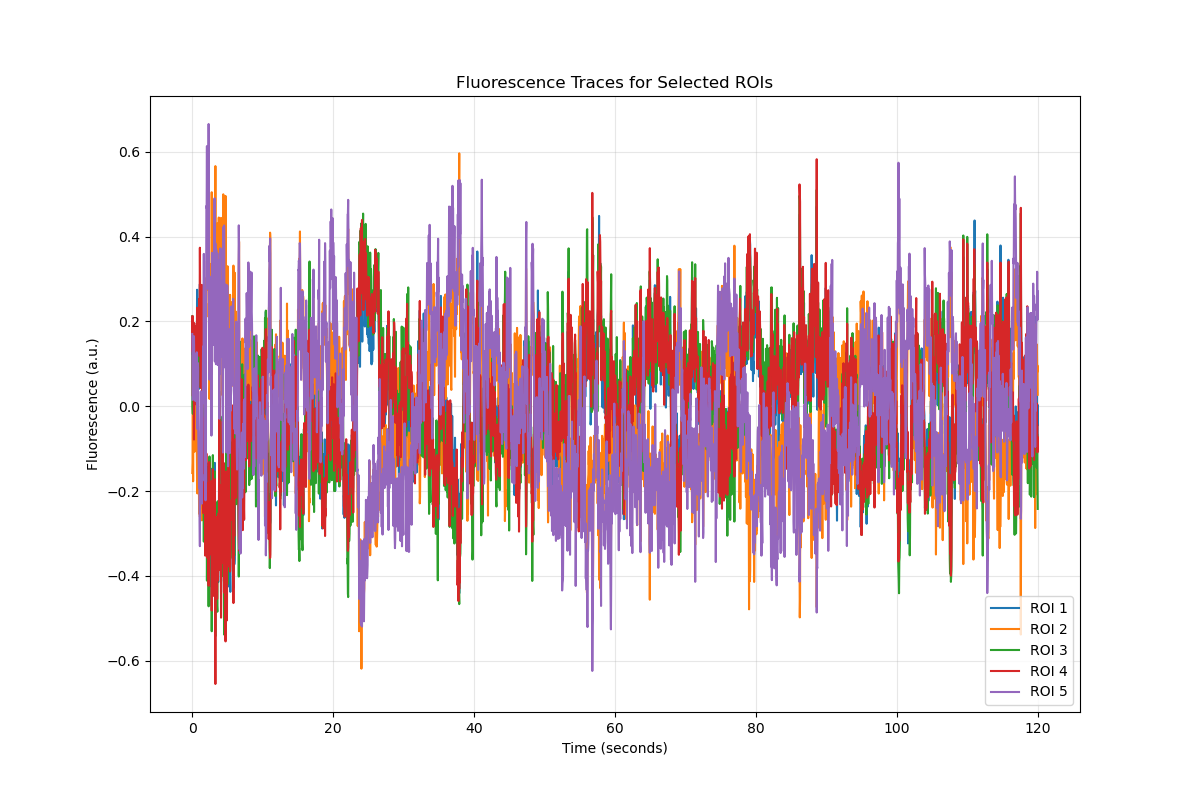 Fluorescence Traces for Selected ROIs
Fluorescence (a.u.)
0.6
0.4
0.2
0.0
−0.2
−0.4
−0.6
0 20 40 60 80 100 120
Time (seconds)
ROI 1
ROI 2
ROI 3
ROI 4
ROI 5